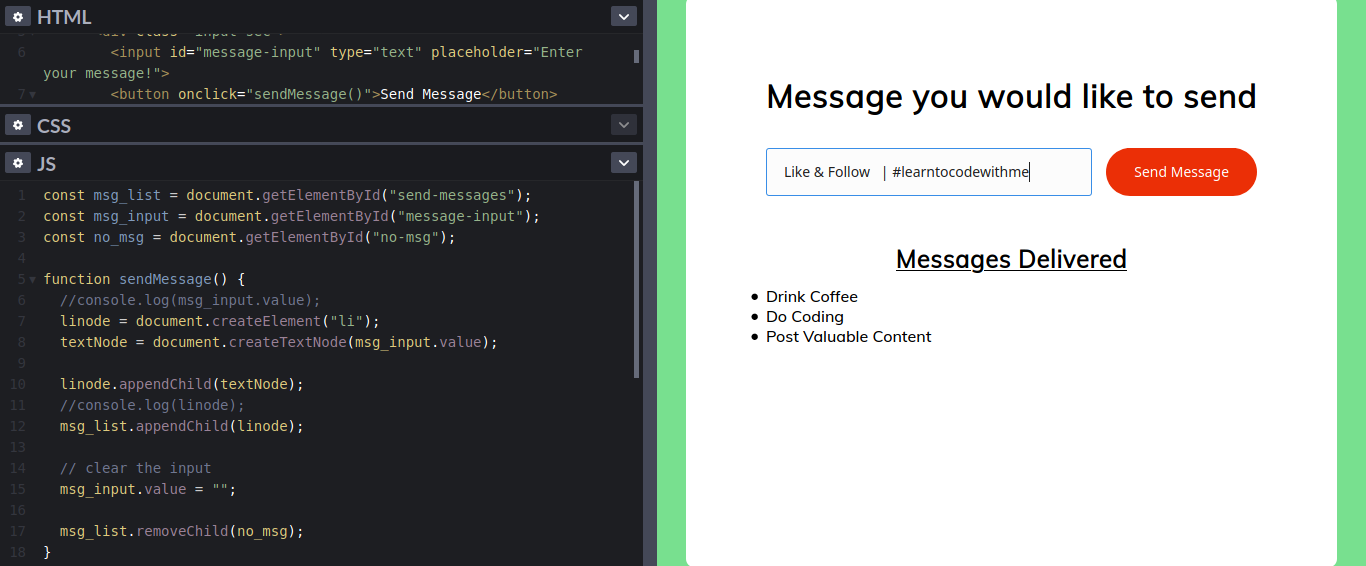 HTML
5 <div class="input-sec">
6 <input id="message-input" type="text" placeholder="Enter
your message!">
7 <button onclick="sendMessage()">Send Message</button>
CSS
JS
1 const msg_list = document.getElementById("send-messages");
2 const msg_input = document.getElementById("message-input");
3 const no_msg = document.getElementById("no-msg");
4
5 function sendMessage() {
6 //console.log(msg_input.value);
7 linode = document.createElement("li");
8 textNode = document.createTextNode(msg_input.value);
9
10 linode.appendChild(textNode);
11 //console.log(linode);
12 msg_list.appendChild(linode);
13
14 // clear the input
15 msg_input.value = "";
16
17 msg_list.removeChild(no_msg);
18 }
Message you would like to send
Like & Follow | #learntocodewithme
Send Message
Messages Delivered
Drink Coffee
Do Coding
Post Valuable Content